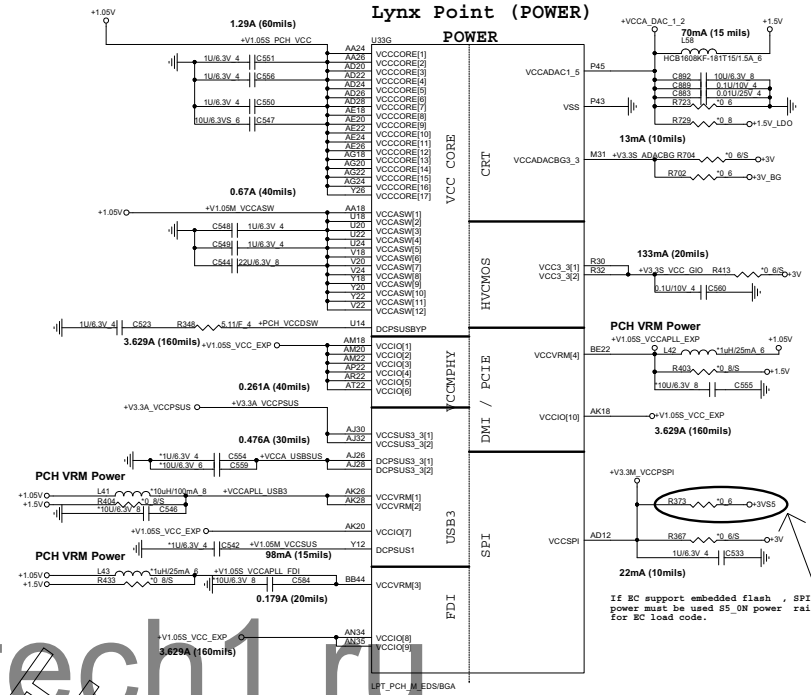 Lynx Point (POWER)
+1.05V
1.29A (60mils)
+V1.05S_PCH_VCC
U33G
POWER
1U/6.3V_4 C551
1U/6.3V_4 C556
1U/6.3V_4 C550
10U/6.3VS_6 C547
AA24 VCCCORE[1]
AA26 VCCCORE[2]
AD20 VCCCORE[3]
AD22 VCCCORE[4]
AD24 VCCCORE[5]
AD26 VCCCORE[6]
AD28 VCCCORE[7]
AE18 VCCCORE[8]
AE20 VCCCORE[9]
AE22 VCCCORE[10]
AE24 VCCCORE[11]
AE26 VCCCORE[12]
AG18 VCCCORE[13]
AG20 VCCCORE[14]
AG22 VCCCORE[15]
AG24 VCCCORE[16]
Y26 VCCCORE[17]
VCC CORE
0.67A (40mils)
+1.05V
+V1.05M_VCCASW
C548 1U/6.3V_4
C549 1U/6.3V_4
C544 22U/6.3V_8
AA18 VCCASW[1]
U18 VCCASW[2]
U20 VCCASW[3]
U22 VCCASW[4]
U24 VCCASW[5]
V18 VCCASW[6]
V20 VCCASW[7]
V24 VCCASW[8]
Y18 VCCASW[9]
Y20 VCCASW[10]
Y22 VCCASW[11]
V22 VCCASW[12]
1U/6.3V_4 C523 R348 5.11/F_4 +PCH_VCCDSW U14 DCPSUSBYP
3.629A (160mils)
+V1.05S_VCC_EXP
AM18 VCCIO[1]
AM20 VCCIO[2]
AM22 VCCIO[3]
AP22 VCCIO[4]
AR22 VCCIO[5]
AT22 VCCIO[6]
VCCMPHY
0.261A (40mils)
+V3.3A_VCCPSUS
+V3.3A_VCCPSUS
AJ30 VCCSUS3_3[1]
AJ32 VCCSUS3_3[2]
0.476A (30mils)
*1U/6.3V_4 C554 +VCCA_USBSUS
*10U/6.3V_6 C559
AJ26 DCPSUS3_3[1]
AJ28 DCPSUS3_3[2]
PCH VRM Power
+1.05V L41 *10uH/100mA_8 +VCCAPLL_USB3
+1.5V R404 *0_8/S
*10U/6.3V_8 C546
AK26 VCCVRM[1]
AK28 VCCVRM[2]
USB3
+V1.05S_VCC_EXP AK20 VCCIO[7]
*1U/6.3V_4 C542 +V1.05M_VCCSUS Y12 DCPSUS1
98mA (15mils)
PCH VRM Power
+1.05V L43 *1uH/25mA_6 +V1.05S_VCCAPLL_FDI
+1.5V R433 *0_8/S
*10U/6.3V_8 C584
BB44 VCCVRM[3]
0.179A (20mils)
FDI
+V1.05S_VCC_EXP
3.629A (160mils)
AN34 VCCIO[8]
AN35 VCCIO[9]
LPT_PCH_M_EDS/BGA
+VCCA_DAC_1_2
70mA (15 mils)
+1.5V
L58
HCB1608KF-181T15/1.5A_6
CRT
VCCADAC1_5 P45
C892 10U/6.3V_8
C889 0.1U/10V_4
C883 0.01U/25V_4
R723 *0_6
VSS P43
R729 *0_8 +1.5V_LDO
13mA (10mils)
VCCADACBG3_3 M31 +V3.3S_ADACBG R704 *0_6/S +3V
R702 *0_6 +3V_BG
HVCMOS
133mA (20mils)
VCC3_3[1] R30
VCC3_3[2] R32
+V3.3S_VCC_GIO R413 *0_6/S +3V
0.1U/10V_4 C560
PCH VRM Power
+V1.05S_VCCAPLL_EXP
+1.05V
VCCVRM[4] BE22
L42 *1uH/25mA_6
R403 *0_8/S +1.5V
*10U/6.3V_8 C555
DMI / PCIE
VCCIO[10] AK18 +V1.05S_VCC_EXP
3.629A (160mils)
+V3.3M_VCCPSPI
R373 *0_6 +3VS5
SPI
VCCSPI AD12
R367 *0_6/S +3V
1U/6.3V_4 C533
22mA (10mils)
If EC support embedded flash , SPI
power must be used S5_0N power rai
for EC load code.
tech1.ru